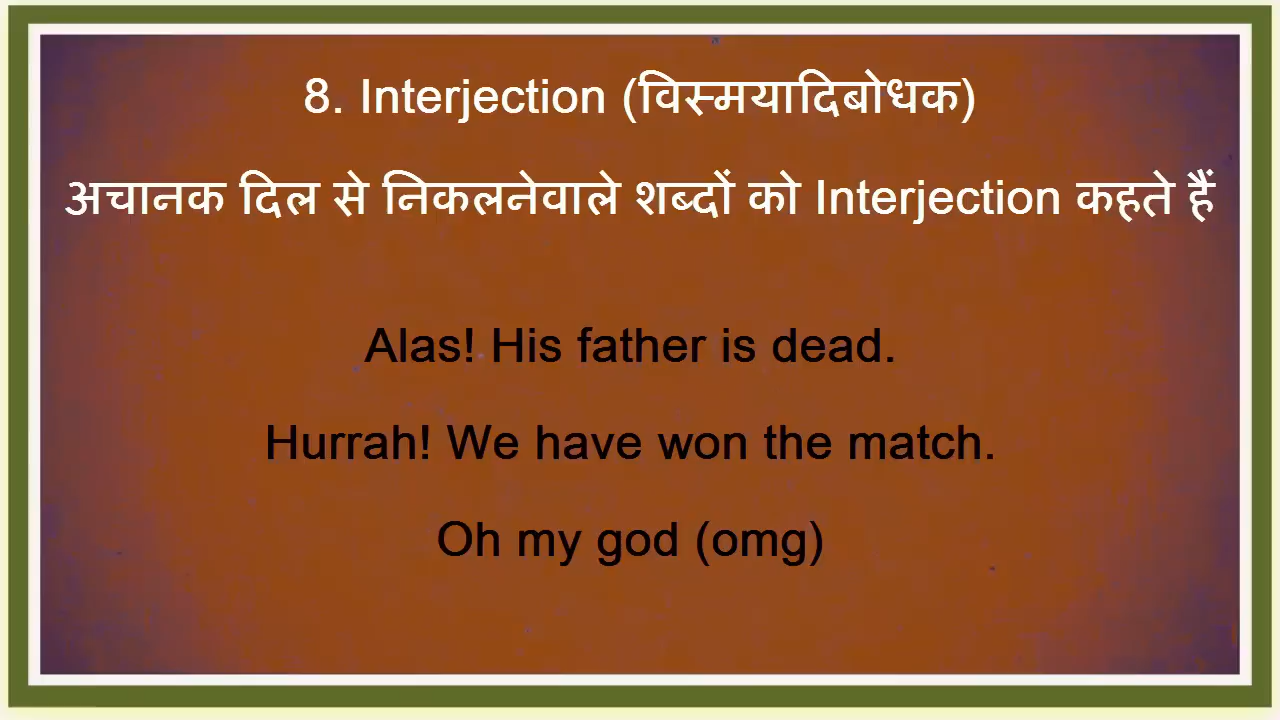 8. Interjection (विस्मयादिबोधक)
अचानक दिल से निकलनेवाले शब्दों को Interjection कहते हैं
Alas! His father is dead.
Hurrah! We have won the match.
Oh my god (omg)